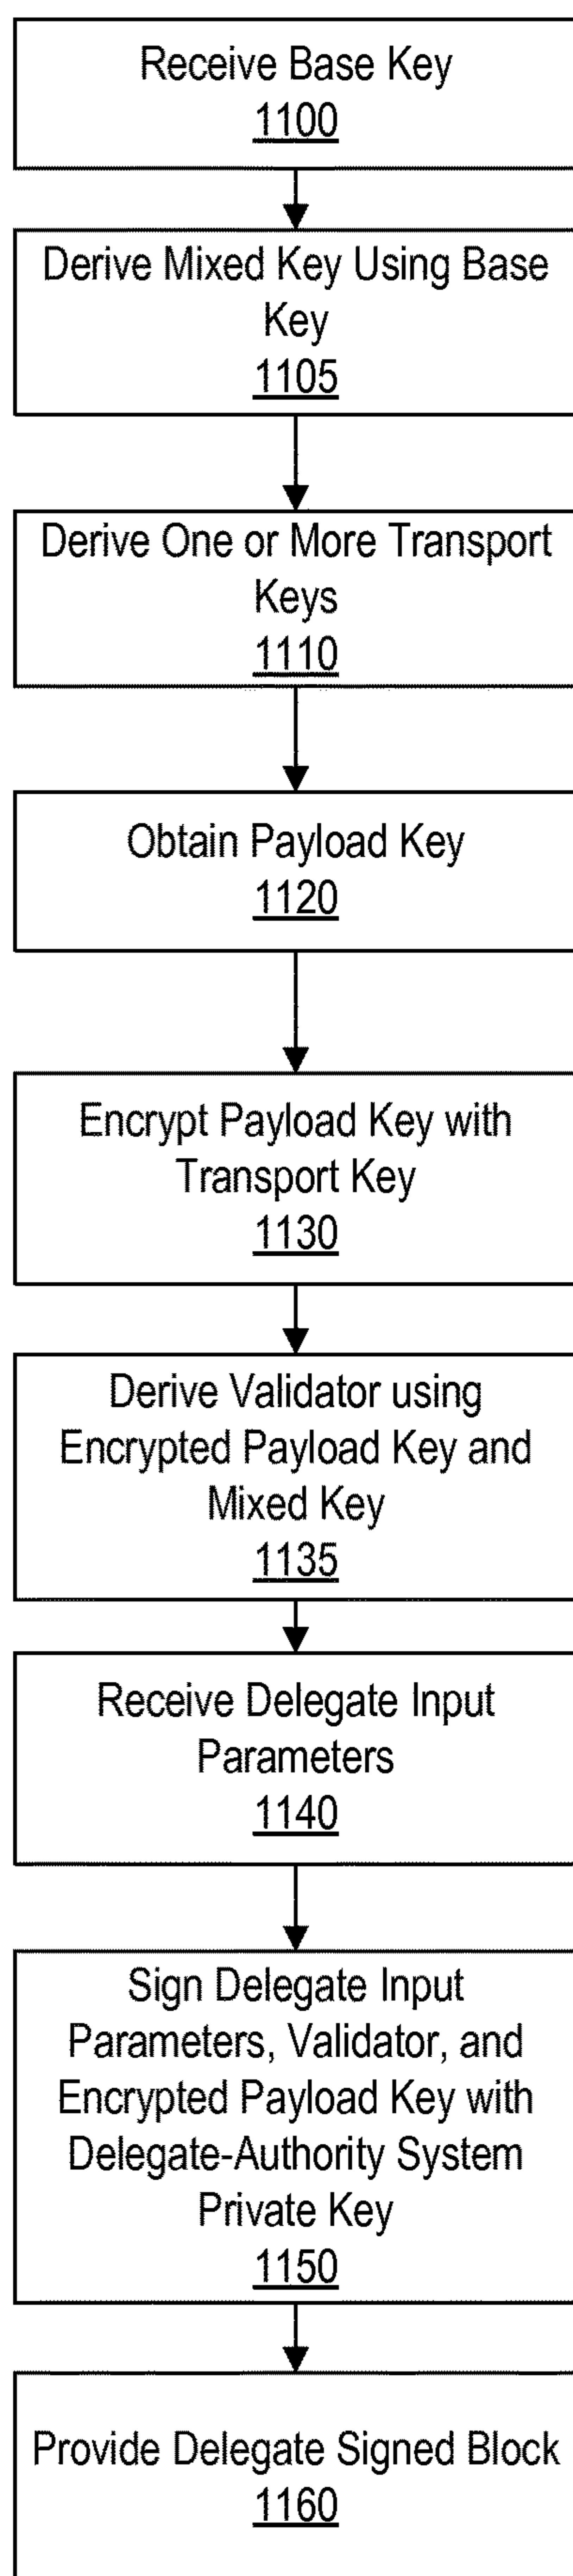 Receive Base Key
1100
Derive Mixed Key Using Base
Key
1105
Derive One or More Transport
Keys
1110
Obtain Payload Key
1120
Encrypt Payload Key with
Transport Key
1130
Derive Validator using
Encrypted Payload Key and
Mixed Key
1135
Receive Delegate Input
Parameters
1140
Sign Delegate Input
Parameters, Validator, and
Encrypted Payload Key with
Delegate-Authority System
Private Key
1150
Provide Delegate Signed Block
1160